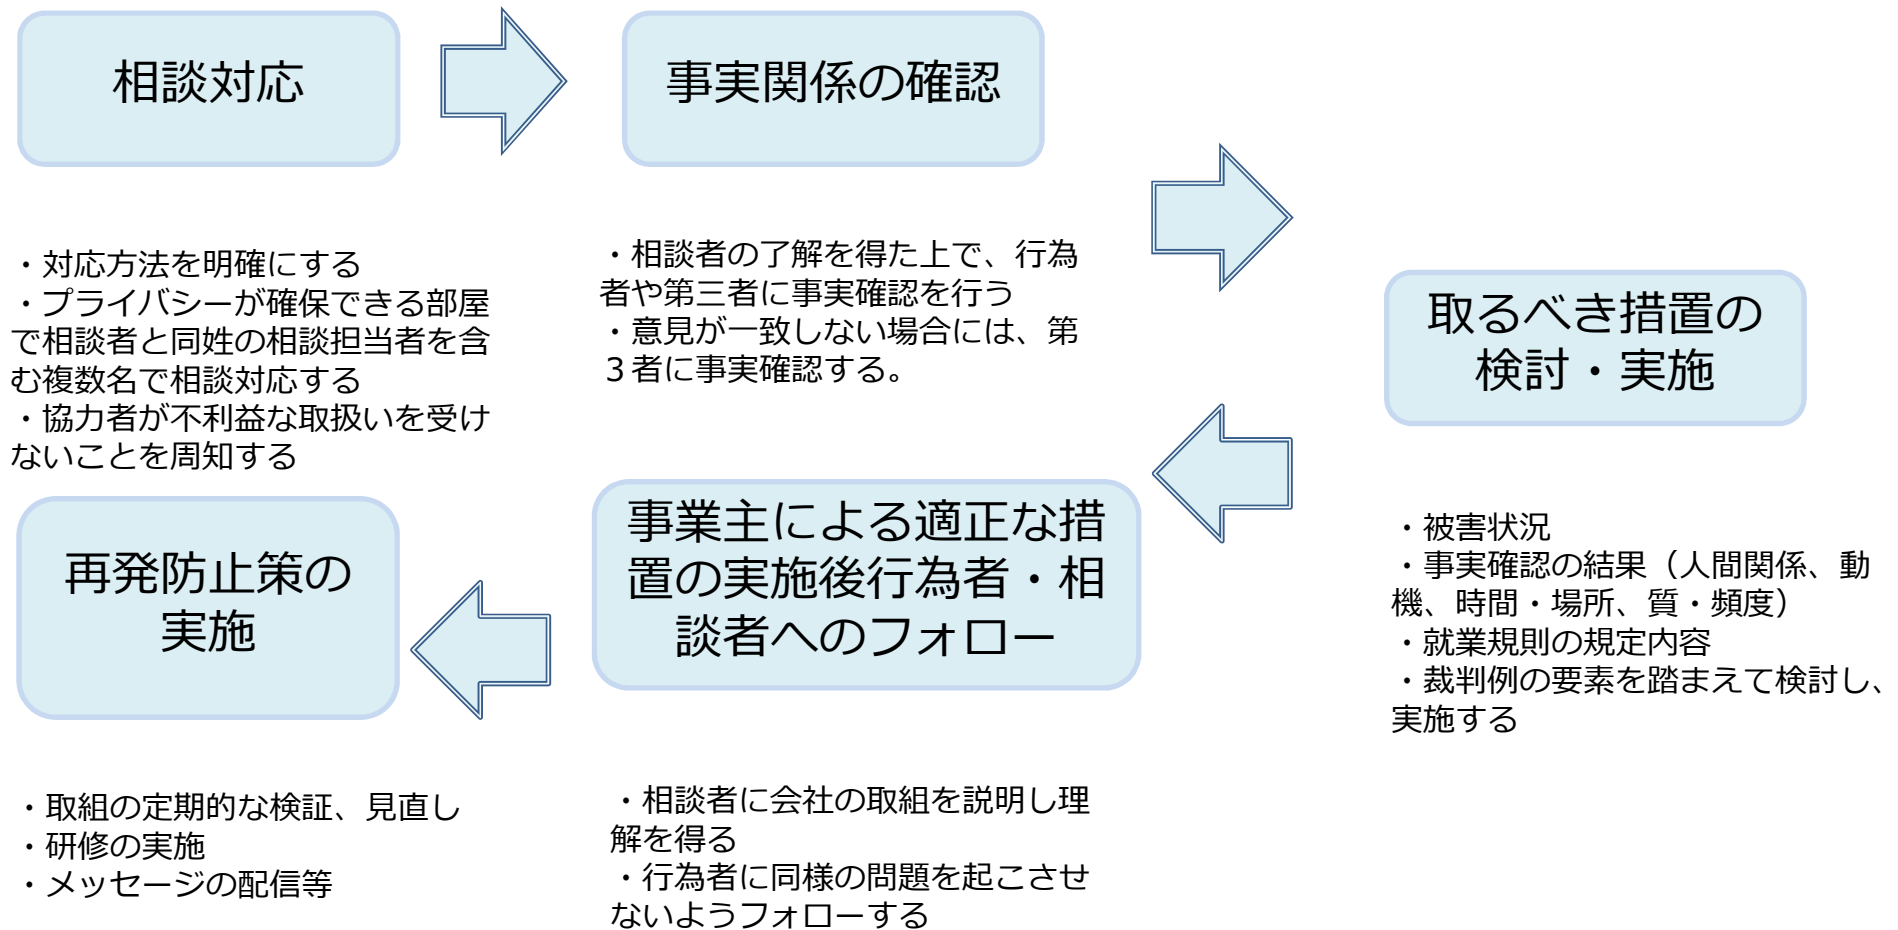 相談対応
・対応方法を明確にする
・プライバシーが確保できる部屋
で相談者と同姓の相談担当者を含
む複数名で相談対応する
・協力者が不利益な取扱いを受け
ないことを周知する
事実関係の確認
・相談者の了解を得た上で、行為
者や第三者に事実確認を行う
・意見が一致しない場合には、第
３者に事実確認する。
取るべき措置の
検討・実施
・被害状況
・事実確認の結果（人間関係、動
機、時間・場所、質・頻度）
・就業規則の規定内容
・裁判例の要素を踏まえて検討し、
実施する
事業主による適正な措
置の実施後行為者・相
談者へのフォロー
・相談者に会社の取組を説明し理
解を得る
・行為者に同様の問題を起こさせ
ないようフォローする
再発防止策の
実施
・取組の定期的な検証、見直し
・研修の実施
・メッセージの配信等